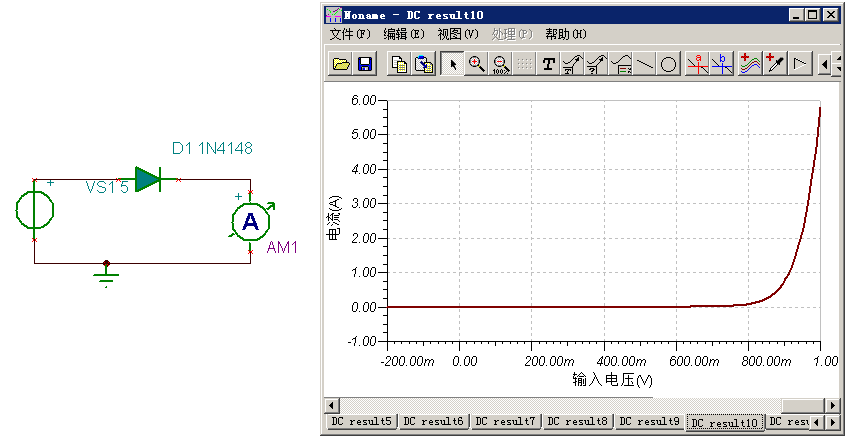 D1 1N4148
VS1 5
+
+
A
AM1
Noname - DC result10
文件(F) 编辑(E) 视图(V) 处理(P) 帮助(H)
100% T T ? a b
6.00
5.00
4.00
3.00
2.00
1.00
0.00
-1.00
电流(A)
-200.00m 0.00 200.00m 400.00m 600.00m 800.00m 1.00
输入电压(V)
DC result5 DC result6 DC result7 DC result8 DC result9 DC result10 DC resu